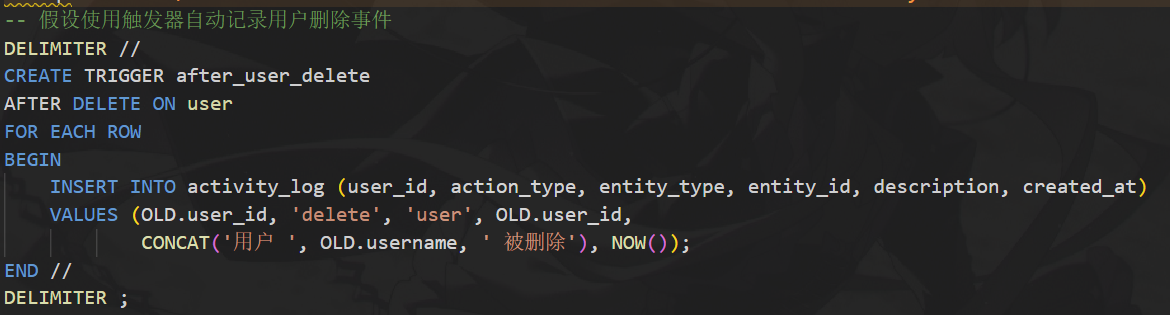 -- 假设使用触发器自动记录用户删除事件
DELIMITER //
CREATE TRIGGER after_user_delete
AFTER DELETE ON user
FOR EACH ROW
BEGIN
    INSERT INTO activity_log (user_id, action_type, entity_type, entity_id, description, created_at)
    VALUES (OLD.user_id, 'delete', 'user', OLD.user_id,
            CONCAT('用户 ', OLD.username, ' 被删除'), NOW());
END //
DELIMITER ;